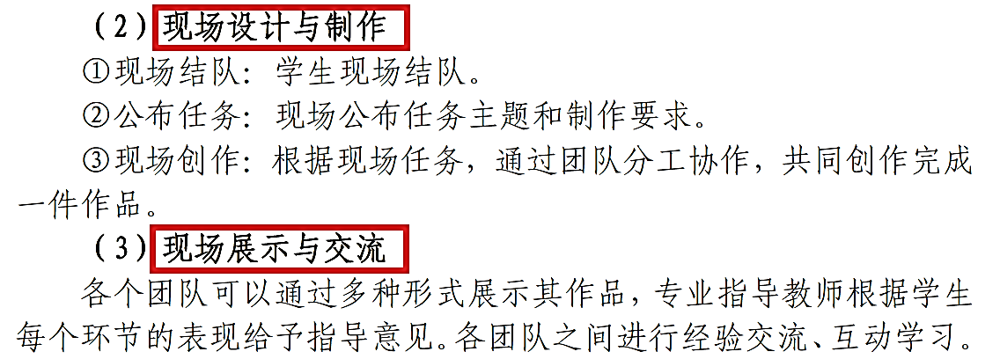 （2）现场设计与制作
①现场结队：学生现场结队。
②公布任务：现场公布任务主题和制作要求。
③现场创作：根据现场任务，通过团队分工协作，共同创作完成
一件作品。
（3）现场展示与交流
各个团队可以通过多种形式展示其作品，专业指导教师根据学生
每个环节的表现给予指导意见。各团队之间进行经验交流、互动学习。